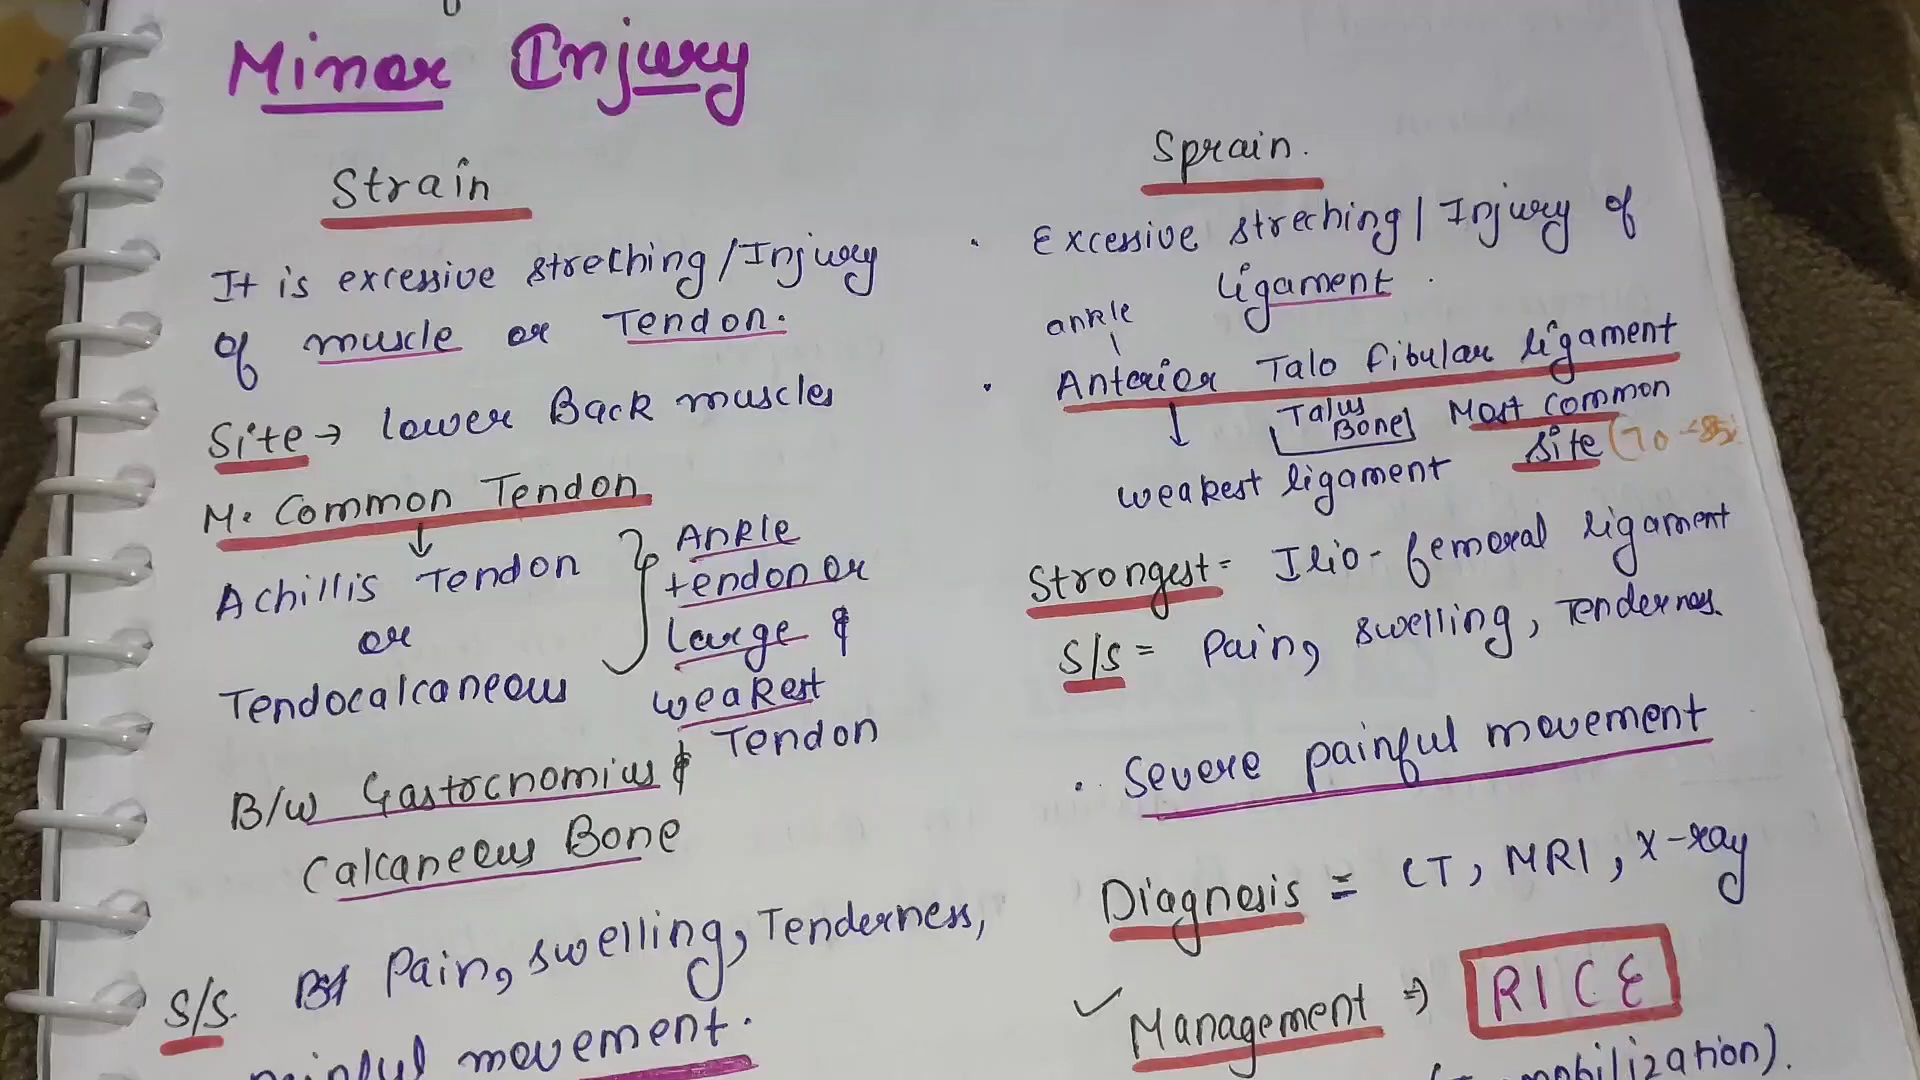 Minor Injury
Strain
It is excessive streching/Injury
of muscle or Tendon.
Site → lower Back muscles
M. Common Tendon
↓
Achillis Tendon
or
Tendocalcaneous
Ankle
tendon or
large &
weakest
Tendon
B/w Gastrocnomius &
Calcaneous Bone
S/S. Pain, swelling, Tenderness,
painful movement.
Sprain.
• Excessive streching/Injury of
ligament.
ankle
• Anterior Talo fibular ligament
↓ Talus Most common
Bone site (70-85%
weakest ligament
Strongest = Ilio-femoral ligament
S/S = Pain, swelling, Tenderness.
• Severe painful movement
Diagnosis = CT, MRI, X-ray
✓ Management ⇒ RICE